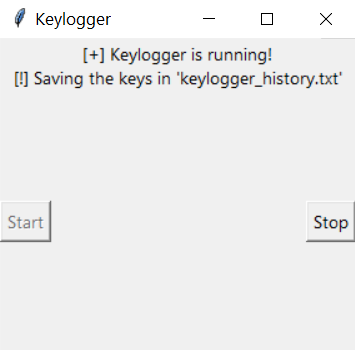 Keylogger
[+] Keylogger is running!
[!] Saving the keys in 'keylogger_history.txt'
Start
Stop